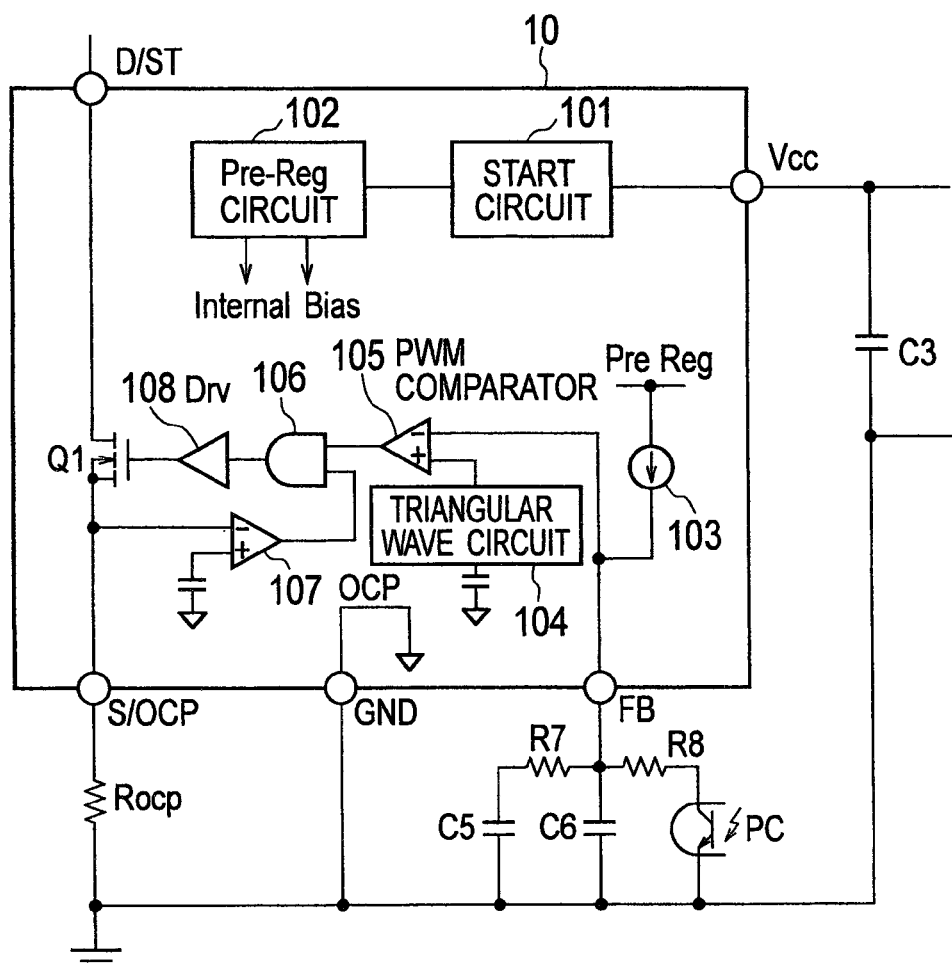 D/ST
10
102
101
Pre-Reg
CIRCUIT
START
CIRCUIT
Vcc
Internal Bias
C3
105 PWM
COMPARATOR
Pre Reg
108 Drv
106
Q1
-
+
TRIANGULAR
WAVE CIRCUIT
103
-
+
107 OCP
104
S/OCP
GND
FB
R7
R8
Rocp
C5
C6
PC